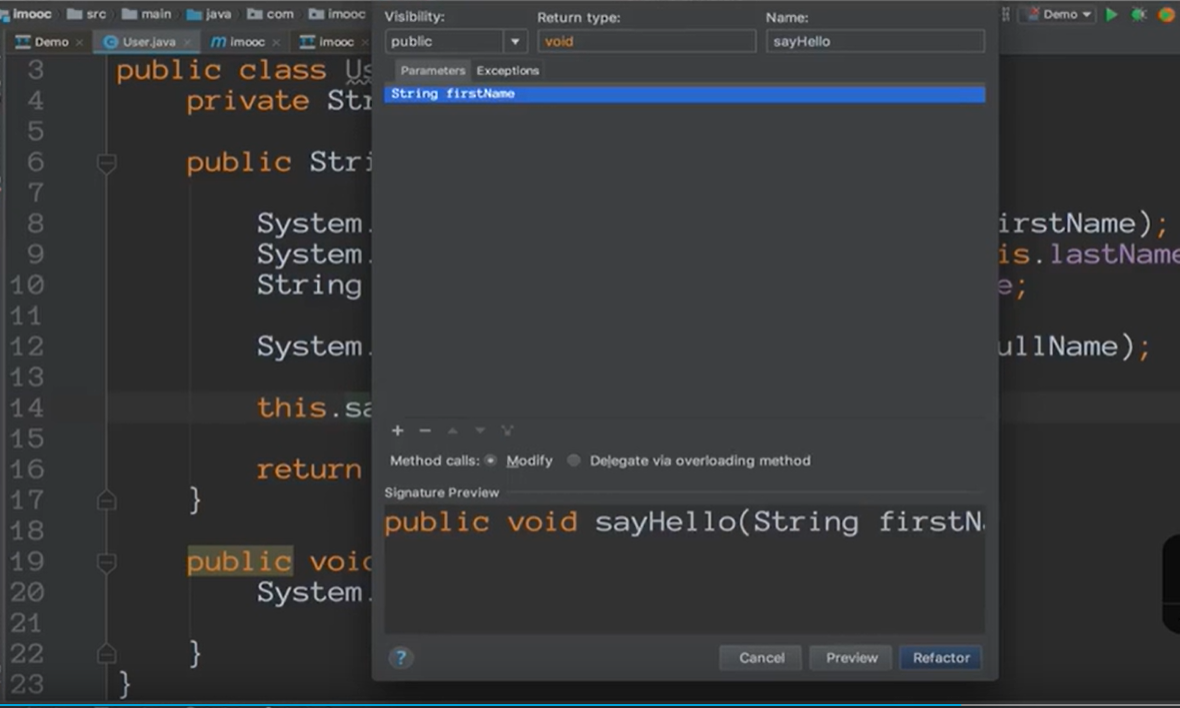 imooc src main java com imooc
Demo
Demo User.java imooc imooc
Visibility: Return type: Name:
public void sayHello
Parameters Exceptions
String firstName
3 public class
4 private
5
6 public
7
8 System. irstName);
9 System. is.lastName
10 String e;
11
12 System. ullName);
13
14 this.sa
15
16 return
17 }
18
19 public void
20 System.
21
22 }
23 }
+ −
Method calls: Modify Delegate via overloading method
Signature Preview
public void sayHello(String firstN
? Cancel Preview Refactor